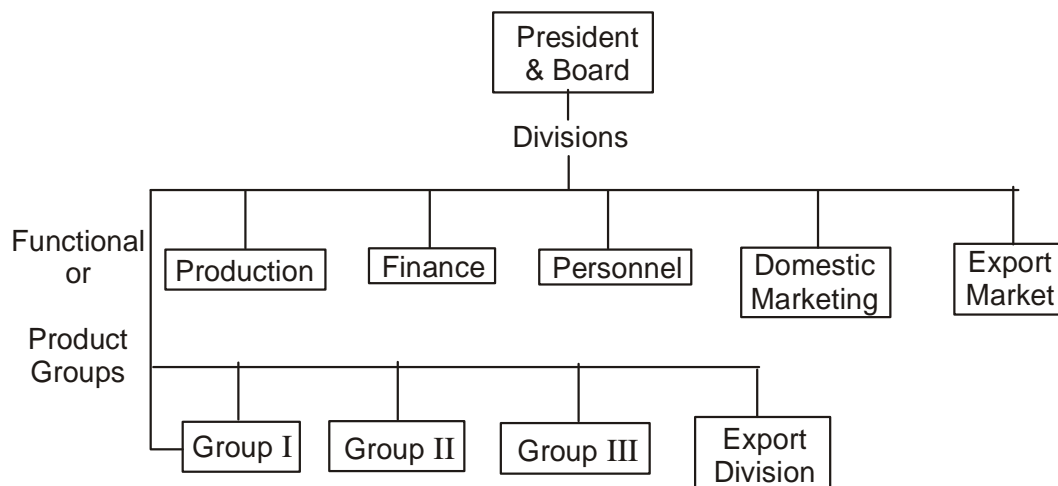 President
& Board
Divisions
Functional
or
Production
Finance
Personnel
Domestic
Marketing
Export
Market
Product
Groups
Group I
Group II
Group III
Export
Division